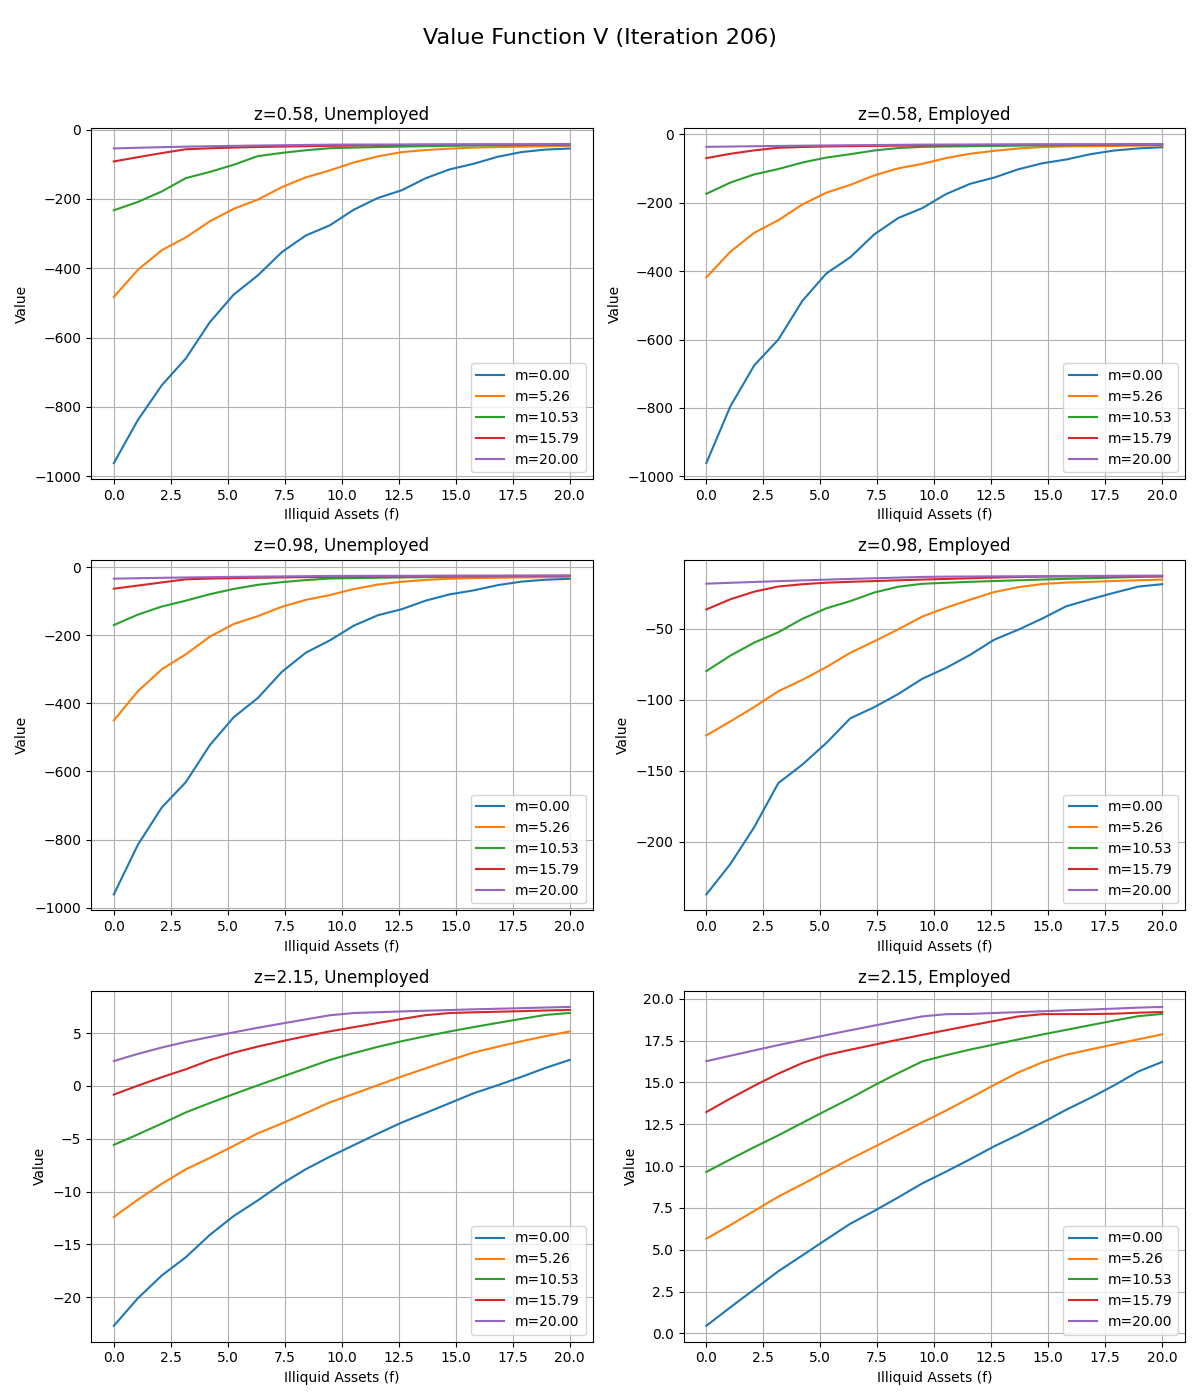 Value Function V (Iteration 206)
z=0.58, Unemployed
Value
0
−200
−400
−600
−800
−1000
0.0 2.5 5.0 7.5 10.0 12.5 15.0 17.5 20.0
Illiquid Assets (f)
m=0.00
m=5.26
m=10.53
m=15.79
m=20.00
z=0.58, Employed
Value
0
−200
−400
−600
−800
−1000
0.0 2.5 5.0 7.5 10.0 12.5 15.0 17.5 20.0
Illiquid Assets (f)
m=0.00
m=5.26
m=10.53
m=15.79
m=20.00
z=0.98, Unemployed
Value
0
−200
−400
−600
−800
−1000
0.0 2.5 5.0 7.5 10.0 12.5 15.0 17.5 20.0
Illiquid Assets (f)
m=0.00
m=5.26
m=10.53
m=15.79
m=20.00
z=0.98, Employed
Value
−50
−100
−150
−200
0.0 2.5 5.0 7.5 10.0 12.5 15.0 17.5 20.0
Illiquid Assets (f)
m=0.00
m=5.26
m=10.53
m=15.79
m=20.00
z=2.15, Unemployed
Value
5
0
−5
−10
−15
−20
0.0 2.5 5.0 7.5 10.0 12.5 15.0 17.5 20.0
Illiquid Assets (f)
m=0.00
m=5.26
m=10.53
m=15.79
m=20.00
z=2.15, Employed
Value
20.0
17.5
15.0
12.5
10.0
7.5
5.0
2.5
0.0
0.0 2.5 5.0 7.5 10.0 12.5 15.0 17.5 20.0
Illiquid Assets (f)
m=0.00
m=5.26
m=10.53
m=15.79
m=20.00